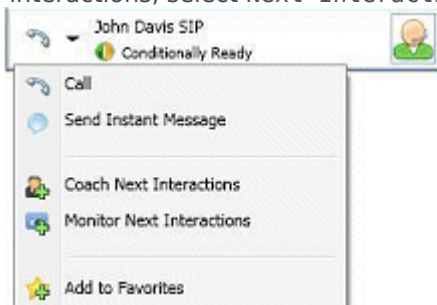 John Davis SIP
Conditionally Ready
Call
Send Instant Message
Coach Next Interactions
Monitor Next Interactions
Add to Favorites